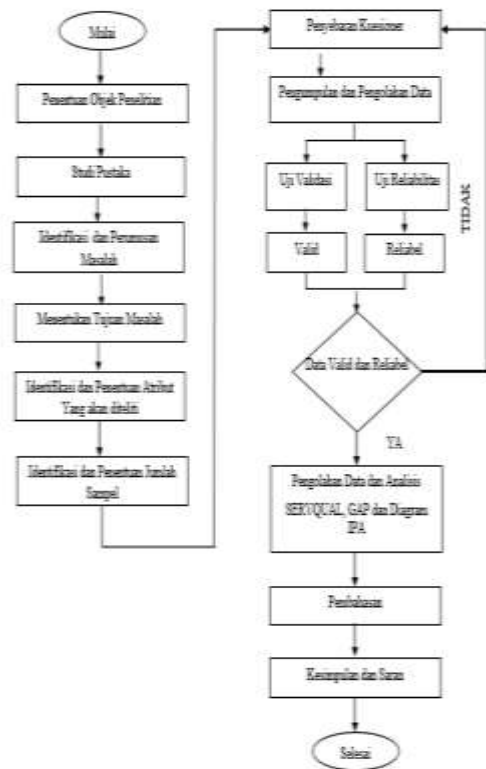 Mulai
Penentuan Objek Penelitian
Studi Pustaka
Identifikasi dan Perumusan
Masalah
Menentukan Tujuan Masalah
Identifikasi dan Penentuan Atribut
Yang akan diteliti
Identifikasi dan Penentuan Jumlah
Sampel
Penyebaran Kuesioner
Pengumpulan dan Pengolahan Data
Uji Validasi
Uji Reliabilitas
Valid
Reliabel
TIDAK
Data Valid dan Reliabel
YA
Pengolahan Data dan Analisis
SERVQUAL, GAP dan Diagram
IPA
Pembahasan
Kesimpulan dan Saran
Selesai